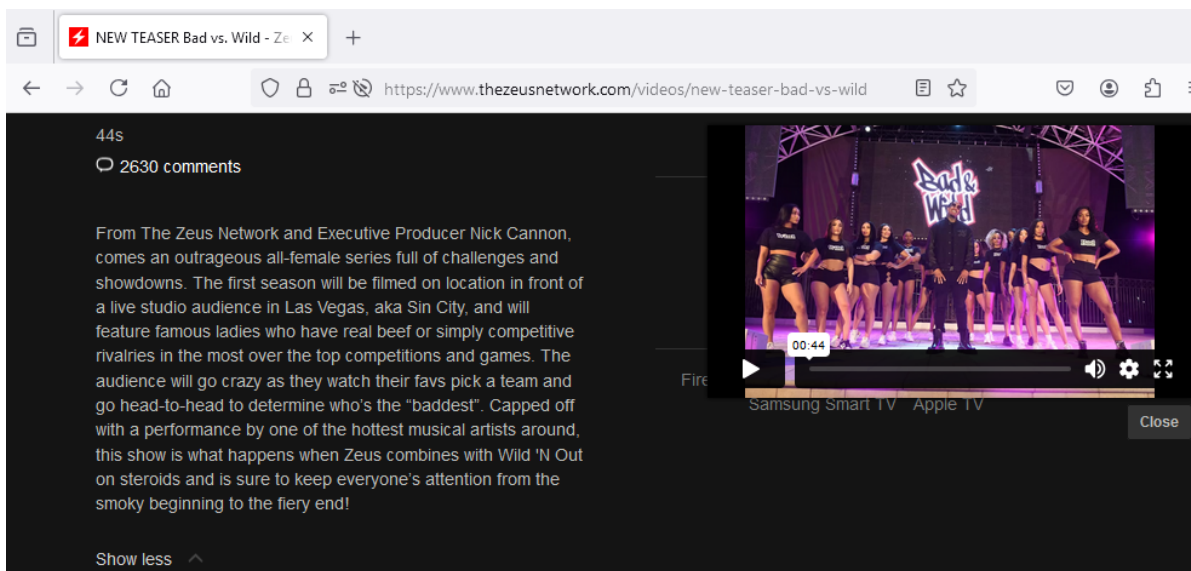 NEW TEASER Bad vs. Wild - Ze
https://www.thezeusnetwork.com/videos/new-teaser-bad-vs-wild
44s
2630 comments
From The Zeus Network and Executive Producer Nick Cannon,
comes an outrageous all-female series full of challenges and
showdowns. The first season will be filmed on location in front of
a live studio audience in Las Vegas, aka Sin City, and will
feature famous ladies who have real beef or simply competitive
rivalries in the most over the top competitions and games. The
audience will go crazy as they watch their favs pick a team and
go head-to-head to determine who's the “baddest”. Capped off
with a performance by one of the hottest musical artists around,
this show is what happens when Zeus combines with Wild 'N Out
on steroids and is sure to keep everyone's attention from the
smoky beginning to the fiery end!
Show less
Bad &
Wild
00:44
Fire
Samsung Smart TV Apple TV
Close